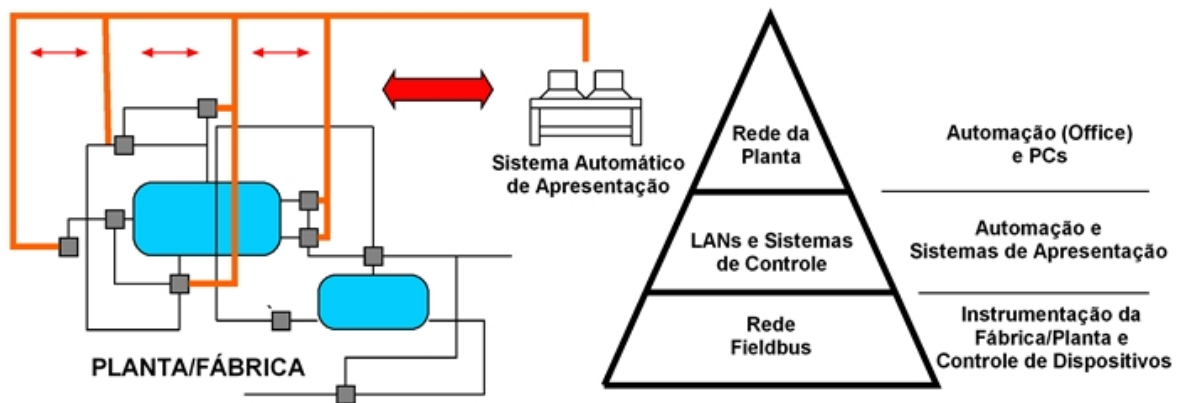 Sistema Automático
de Apresentação
PLANTA/FÁBRICA
Rede da
Planta
Automação (Office)
e PCs
LANs e Sistemas
de Controle
Automação e
Sistemas de Apresentação
Rede
Fieldbus
Instrumentação da
Fábrica/Planta e
Controle de Dispositivos